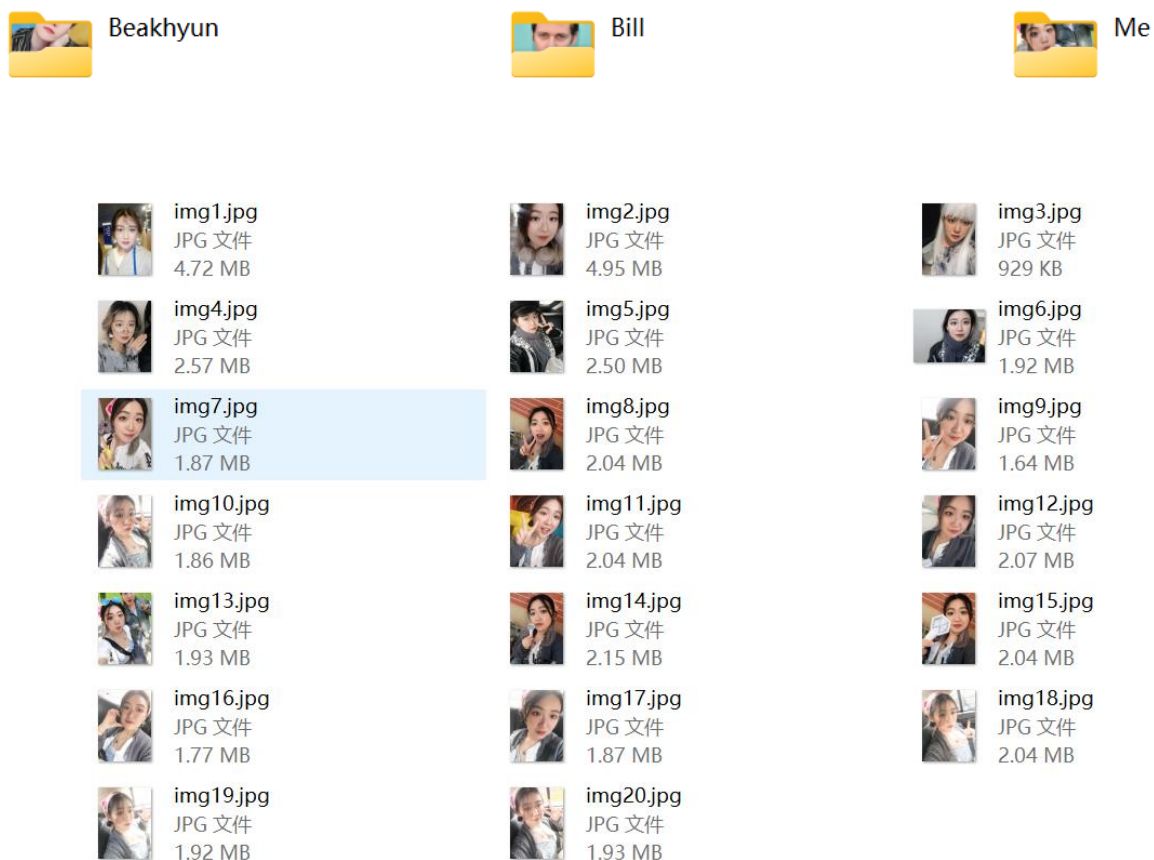 Beakhyun
Bill
Me
img1.jpg
JPG 文件
4.72 MB
img2.jpg
JPG 文件
4.95 MB
img3.jpg
JPG 文件
929 KB
img4.jpg
JPG 文件
2.57 MB
img5.jpg
JPG 文件
2.50 MB
img6.jpg
JPG 文件
1.92 MB
img7.jpg
JPG 文件
1.87 MB
img8.jpg
JPG 文件
2.04 MB
img9.jpg
JPG 文件
1.64 MB
img10.jpg
JPG 文件
1.86 MB
img11.jpg
JPG 文件
2.04 MB
img12.jpg
JPG 文件
2.07 MB
img13.jpg
JPG 文件
1.93 MB
img14.jpg
JPG 文件
2.15 MB
img15.jpg
JPG 文件
2.04 MB
img16.jpg
JPG 文件
1.77 MB
img17.jpg
JPG 文件
1.87 MB
img18.jpg
JPG 文件
2.04 MB
img19.jpg
JPG 文件
1.92 MB
img20.jpg
JPG 文件
1.93 MB